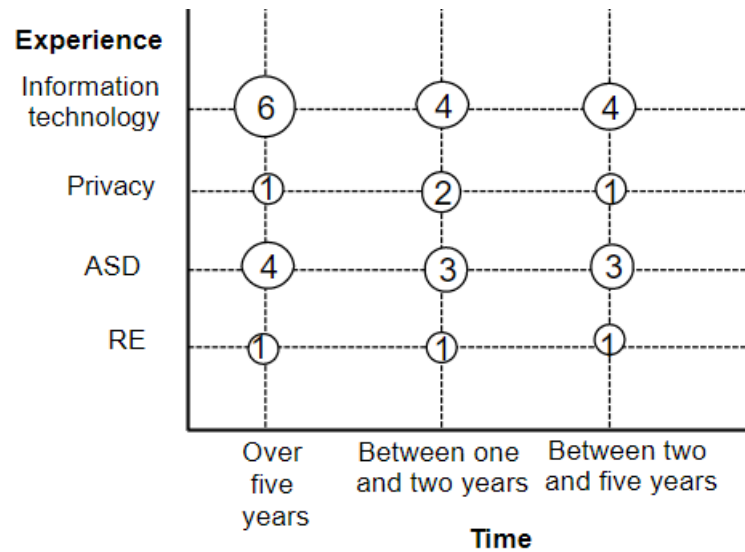 Experience
Information
technology
6
4
4
Privacy
1
2
1
ASD
4
3
3
RE
1
1
1
Over
five
years
Between one
and two years
Between two
and five years
Time